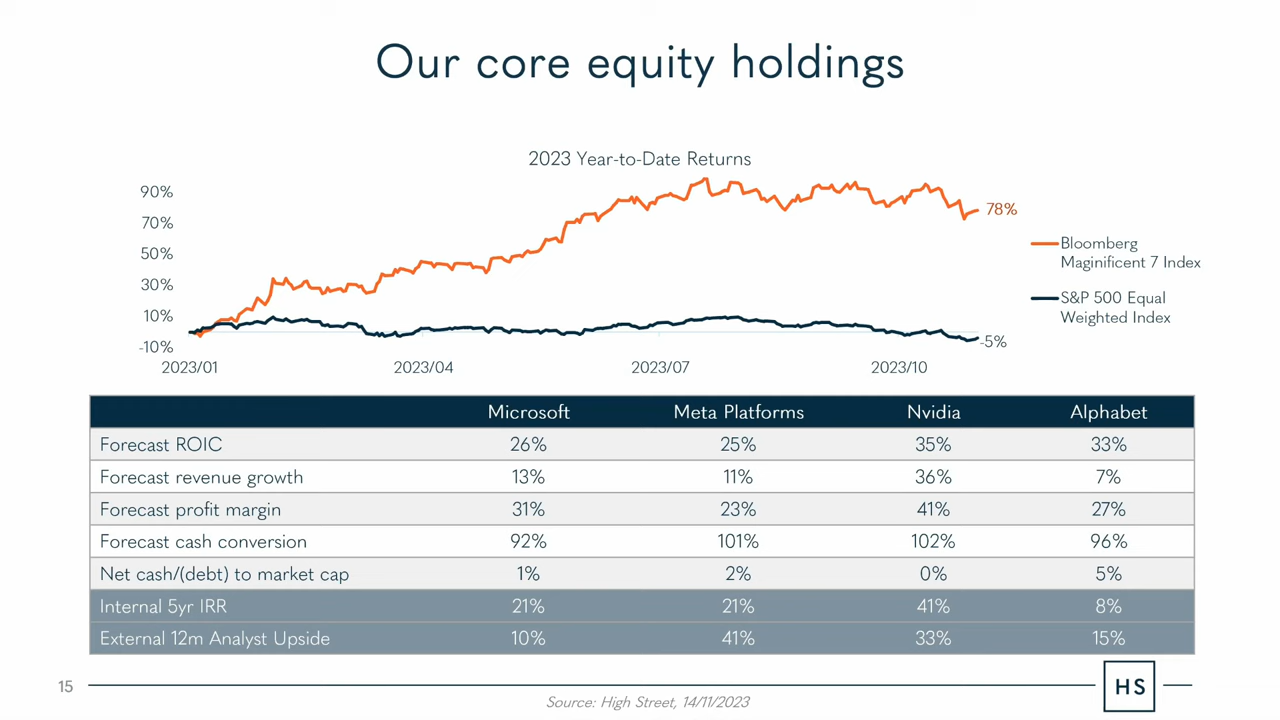 Our core equity holdings
2023 Year-to-Date Returns
90%
70%
50%
30%
10%
-10%
78%
-5%
2023/01 2023/04 2023/07 2023/10
Bloomberg
Maginificent 7 Index
S&P 500 Equal
Weighted Index
Microsoft Meta Platforms Nvidia Alphabet
Forecast ROIC 26% 25% 35% 33%
Forecast revenue growth 13% 11% 36% 7%
Forecast profit margin 31% 23% 41% 27%
Forecast cash conversion 92% 101% 102% 96%
Net cash/(debt) to market cap 1% 2% 0% 5%
Internal 5yr IRR 21% 21% 41% 8%
External 12m Analyst Upside 10% 41% 33% 15%
15
Source: High Street, 14/11/2023
HS